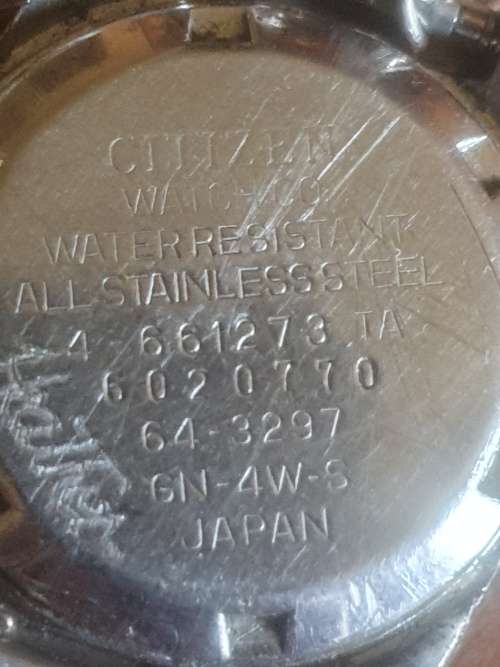 CITIZEN
WATCH CO
WATER RESISTANT
ALL STAINLESS STEEL
4-661273 TA
6020770
64-3297
GN-4W-S
JAPAN